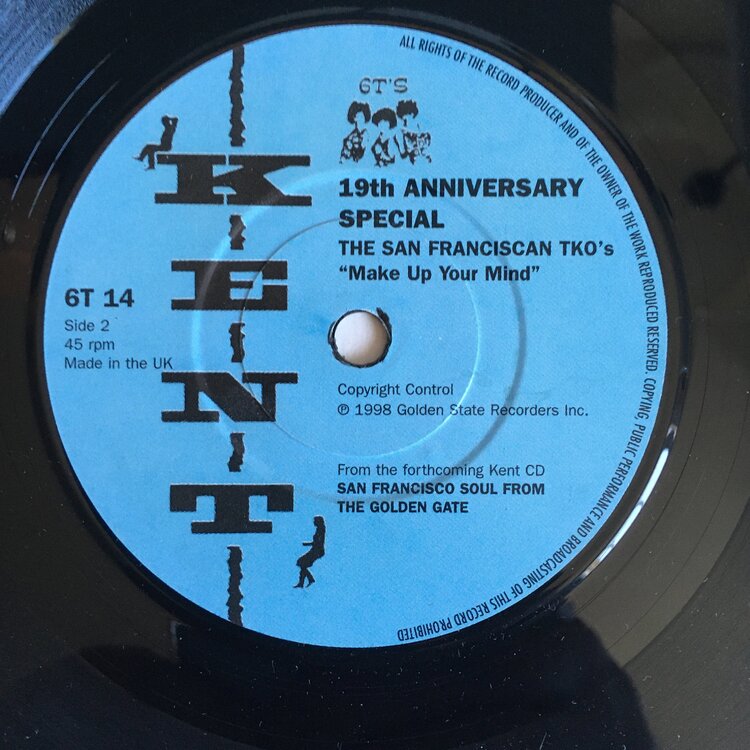 ALL RIGHTS OF THE RECORD PRODUCER AND OF THE OWNER OF THE WORK REPRODUCED RESERVED. COPYING, PUBLIC PERFORMANCE AND BROADCASTING OF THIS RECORD PROHIBITED
6T'S
KENT
19th ANNIVERSARY
SPECIAL
THE SAN FRANCISCAN TKO's
“Make Up Your Mind”
6T 14
Side 2
45 rpm
Made in the UK
Copyright Control
℗ 1998 Golden State Recorders Inc.
From the forthcoming Kent CD
SAN FRANCISCO SOUL FROM
THE GOLDEN GATE